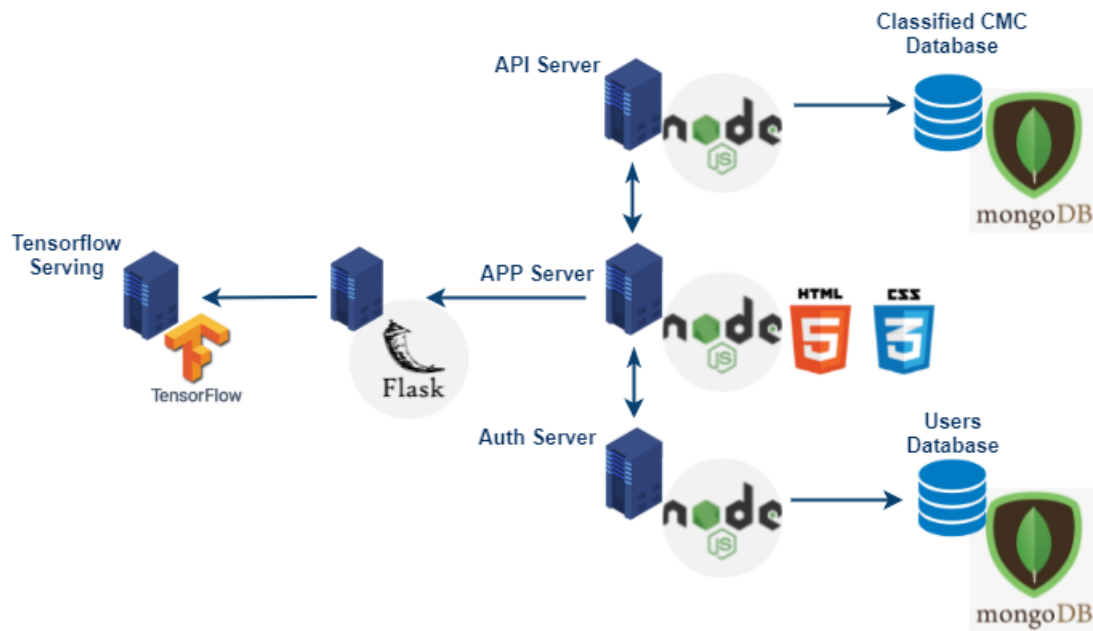 Classified CMC
Database
API Server
node
JS
mongoDB
Tensorflow
Serving
APP Server
HTML
5
CSS
3
node
JS
TensorFlow
Flask
Auth Server
Users
Database
node
JS
mongoDB